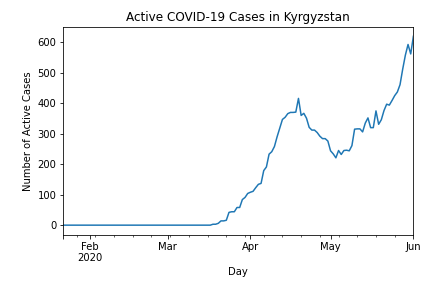 Active COVID-19 Cases in Kyrgyzstan
Number of Active Cases
600
500
400
300
200
100
0
Feb
2020
Mar
Apr
May
Jun
Day